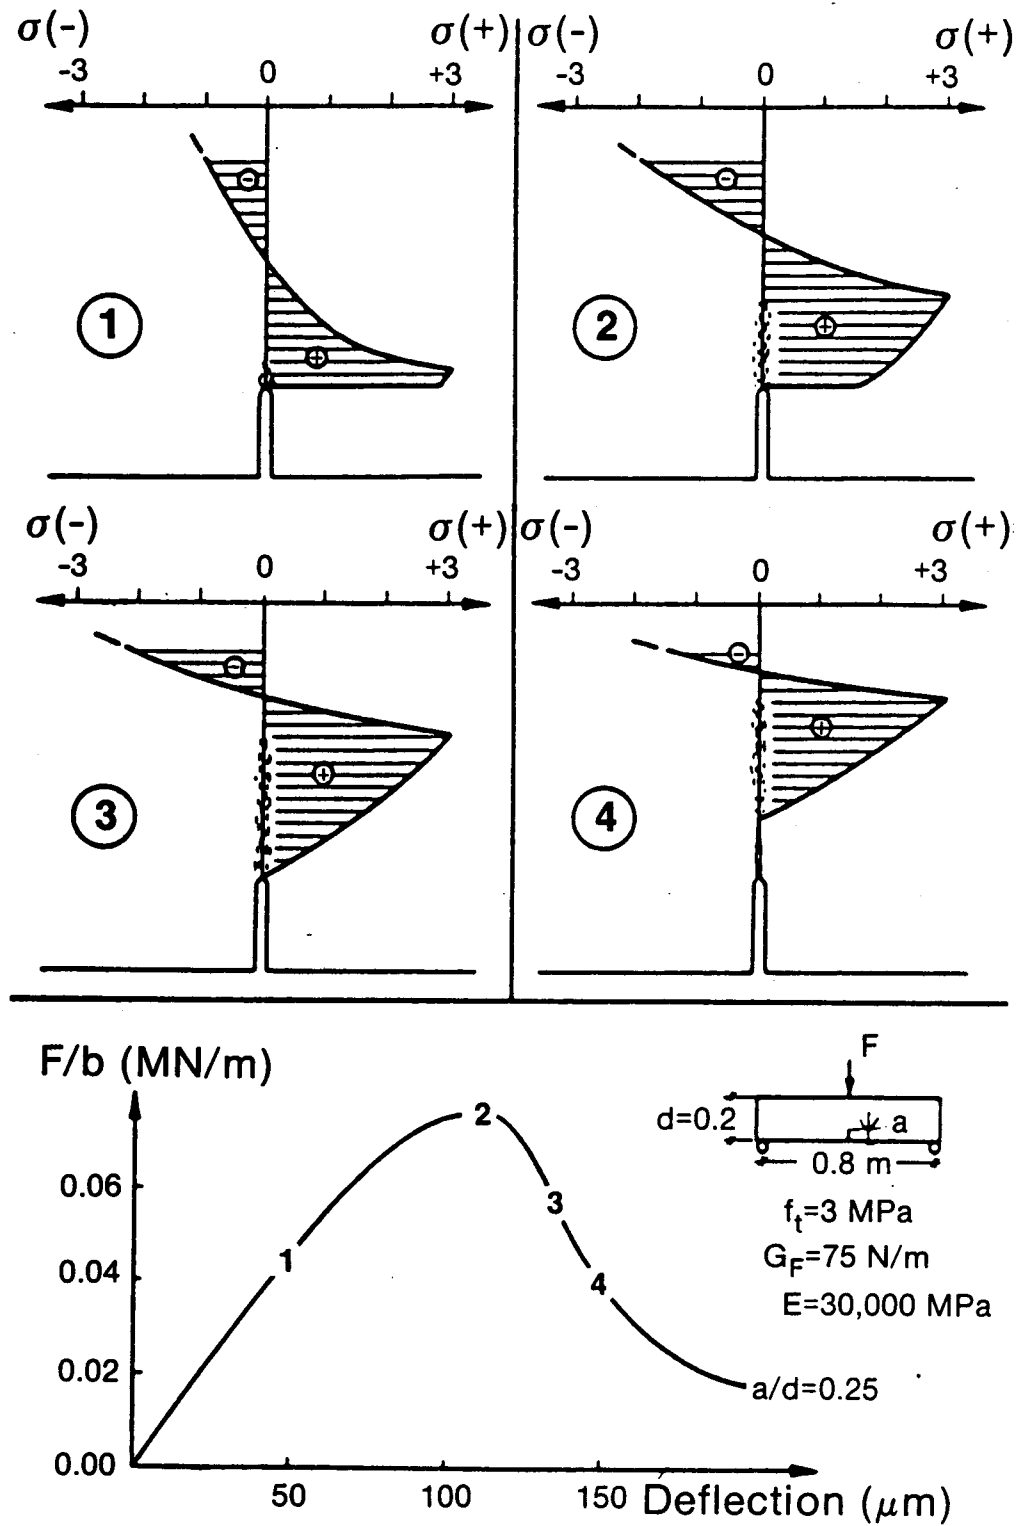 σ(-) σ(+) σ(-) σ(+)
-3 0 +3 -3 0 +3
- -
1 + 2 +
σ(-) σ(+) σ(-) σ(+)
-3 0 +3 -3 0 +3
- -
3 + 4 +
F/b (MN/m)
F
d=0.2 a
0.8 m
f_t=3 MPa
G_F=75 N/m
E=30,000 MPa
2
0.06 3
1
0.04 4
0.02 a/d=0.25
0.00
50 100 150 Deflection (μm)